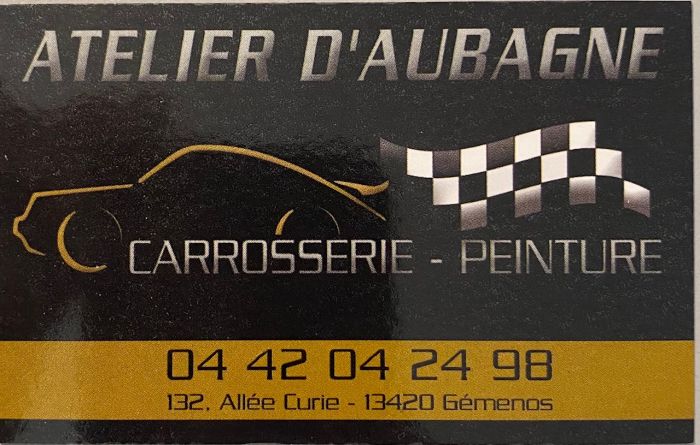 ATELIER D'AUBAGNE
CARROSSERIE - PEINTURE
04 42 04 24 98
132, Allée Curie - 13420 Gémenos